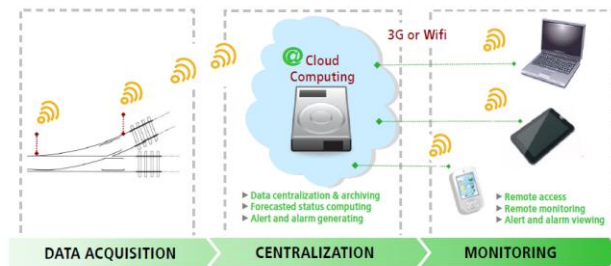 3G or Wifi
@ Cloud
Computing
► Data centralization & archiving
► Forecasted status computing
► Alert and alarm generating
► Remote access
► Remote monitoring
► Alert and alarm viewing
DATA ACQUISITION
CENTRALIZATION
MONITORING